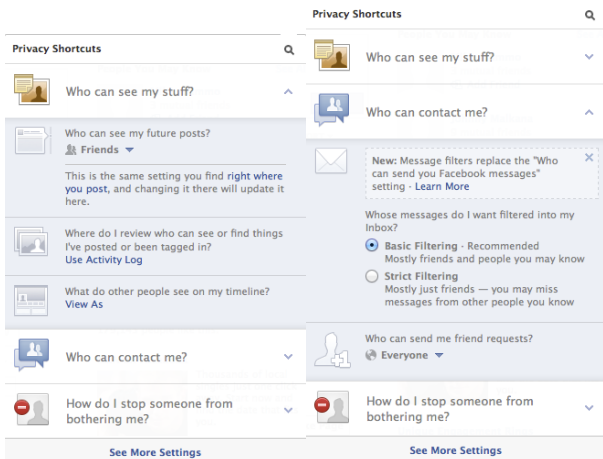 Privacy Shortcuts
Who can see my stuff?
Who can see my future posts?
Friends
This is the same setting you find right where
you post, and changing it there will update it
here.
Where do I review who can see or find things
I've posted or been tagged in?
Use Activity Log
What do other people see on my timeline?
View As
Who can contact me?
How do I stop someone from
bothering me?
See More Settings
Privacy Shortcuts
Who can see my stuff?
Who can contact me?
New: Message filters replace the "Who
can send you Facebook messages"
setting · Learn More
Whose messages do I want filtered into my
Inbox?
Basic Filtering - Recommended
Mostly friends and people you may know
Strict Filtering
Mostly just friends — you may miss
messages from other people you know
+1
Who can send me friend requests?
Everyone
How do I stop someone from
bothering me?
See More Settings